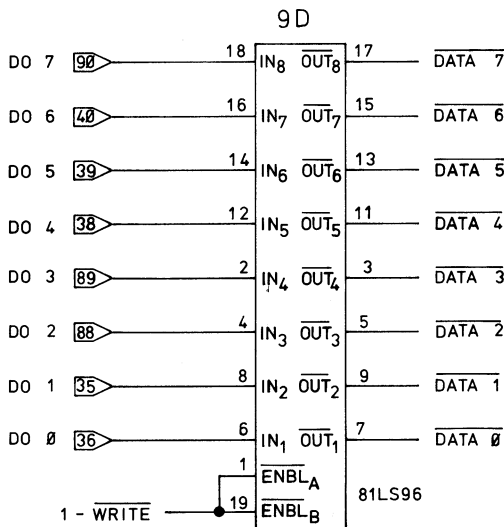 9D
DO 7 90 18 IN8 OUT8 17 DATA 7
DO 6 40 16 IN7 OUT7 15 DATA 6
DO 5 39 14 IN6 OUT6 13 DATA 5
DO 4 38 12 IN5 OUT5 11 DATA 4
DO 3 89 2 IN4 OUT4 3 DATA 3
DO 2 88 4 IN3 OUT3 5 DATA 2
DO 1 35 8 IN2 OUT2 9 DATA 1
DO 0 36 6 IN1 OUT1 7 DATA 0
1 ENBLA
81LS96
1 - WRITE 19 ENBLB